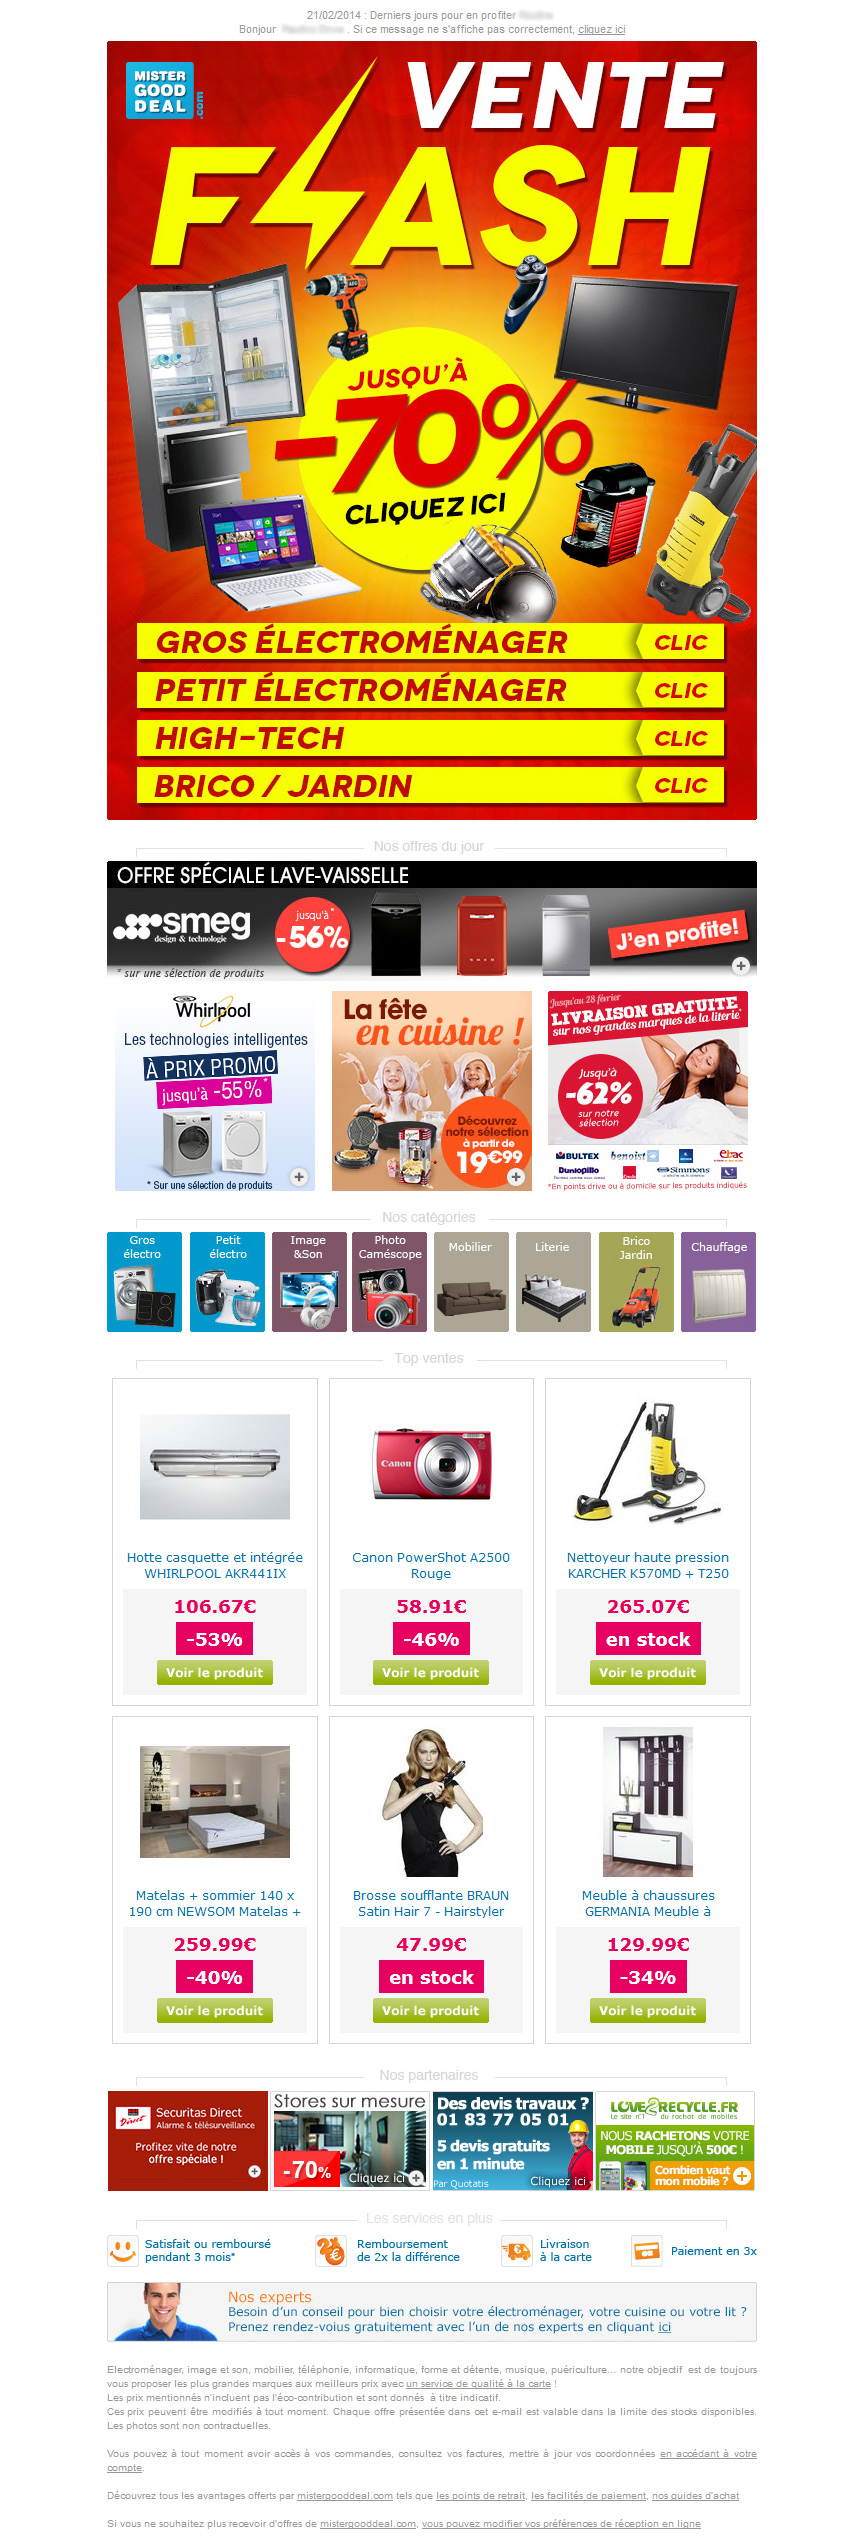 21/02/2014 : Derniers jours pour en profiter
Bonjour . Si ce message ne s'affiche pas correctement, cliquez ici
MISTER
GOOD
DEAL
.com
VENTE
FLASH
JUSQU'À
-70%
CLIQUEZ ICI
GROS ÉLECTROMÉNAGER CLIC
PETIT ÉLECTROMÉNAGER CLIC
HIGH-TECH CLIC
BRICO / JARDIN CLIC
Nos offres du jour
OFFRE SPÉCIALE LAVE-VAISSELLE
smeg
design & technologie
jusqu'à*
-56%
J'en profite!
* sur une sélection de produits
Whirlpool
Les technologies intelligentes
À PRIX PROMO
jusqu'à -55%*
* Sur une sélection de produits
La fête
en cuisine !
Découvrez
notre sélection
à partir de
19€99
Jusqu'au 28 février
LIVRAISON GRATUITE*
sur nos grandes marques de la literie*
Jusqu'à
-62%
sur notre
sélection
BULTEX benoist ebac
Dunlopillo Simmons
*En points drive ou à domicile sur les produits indiqués
Nos catégories
Gros
électro
Petit
électro
Image
&Son
Photo
Caméscope
Mobilier
Literie
Brico
Jardin
Chauffage
Top ventes
Canon
Hotte casquette et intégrée
WHIRLPOOL AKR441IX
106.67€
-53%
Voir le produit
Canon PowerShot A2500
Rouge
58.91€
-46%
Voir le produit
Nettoyeur haute pression
KARCHER K570MD + T250
265.07€
en stock
Voir le produit
Matelas + sommier 140 x
190 cm NEWSOM Matelas +
259.99€
-40%
Voir le produit
Brosse soufflante BRAUN
Satin Hair 7 - Hairstyler
47.99€
en stock
Voir le produit
Meuble à chaussures
GERMANIA Meuble à
129.99€
-34%
Voir le produit
Nos partenaires
Securitas Direct
Alarme & télésurveillance
Profitez vite de notre
offre spéciale !
Stores sur mesure
-70%
Cliquez ici
Des devis travaux ?
01 83 77 05 01
5 devis gratuits
en 1 minute
Par Quotatis
Cliquez ici
LOVE2RECYCLE.FR
Le site n°1 du rachat de mobiles
NOUS RACHETONS VOTRE
MOBILE JUSQU'À 500€ !
Combien vaut
mon mobile ?
Les services en plus
Satisfait ou remboursé
pendant 3 mois*
Remboursement
de 2x la différence
Livraison
à la carte
Paiement en 3x
Nos experts
Besoin d'un conseil pour bien choisir votre électroménager, votre cuisine ou votre lit ?
Prenez rendez-voius gratuitement avec l'un de nos experts en cliquant ici
Electroménager, image et son, mobilier, téléphonie, informatique, forme et détente, musique, puériculture... notre objectif est de toujours
vous proposer les plus grandes marques aux meilleurs prix avec un service de qualité à la carte !
Les prix mentionnés n'incluent pas l'éco-contribution et sont donnés à titre indicatif.
Ces prix peuvent être modifiés à tout moment. Chaque offre présentée dans cet e-mail est valable dans la limite des stocks disponibles.
Les photos sont non contractuelles.
Vous pouvez à tout moment avoir accès à vos commandes, consultez vos factures, mettre à jour vos coordonnées en accédant à votre
compte.
Découvrez tous les avantages offerts par mistergooddeal.com tels que les points de retrait, les facilités de paiement, nos guides d'achat
Si vous ne souhaitez plus recevoir d'offres de mistergooddeal.com, vous pouvez modifier vos préférences de réception en ligne